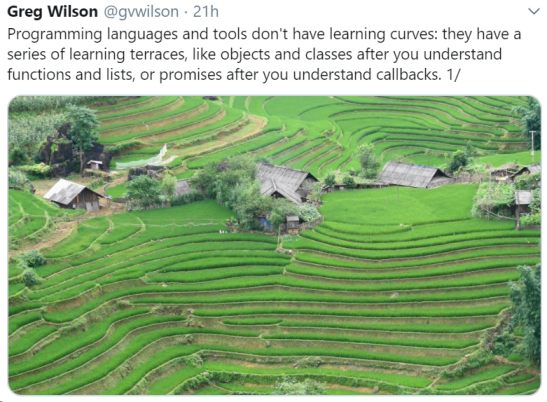 Greg Wilson @gvwilson · 21h
Programming languages and tools don't have learning curves: they have a
series of learning terraces, like objects and classes after you understand
functions and lists, or promises after you understand callbacks. 1/